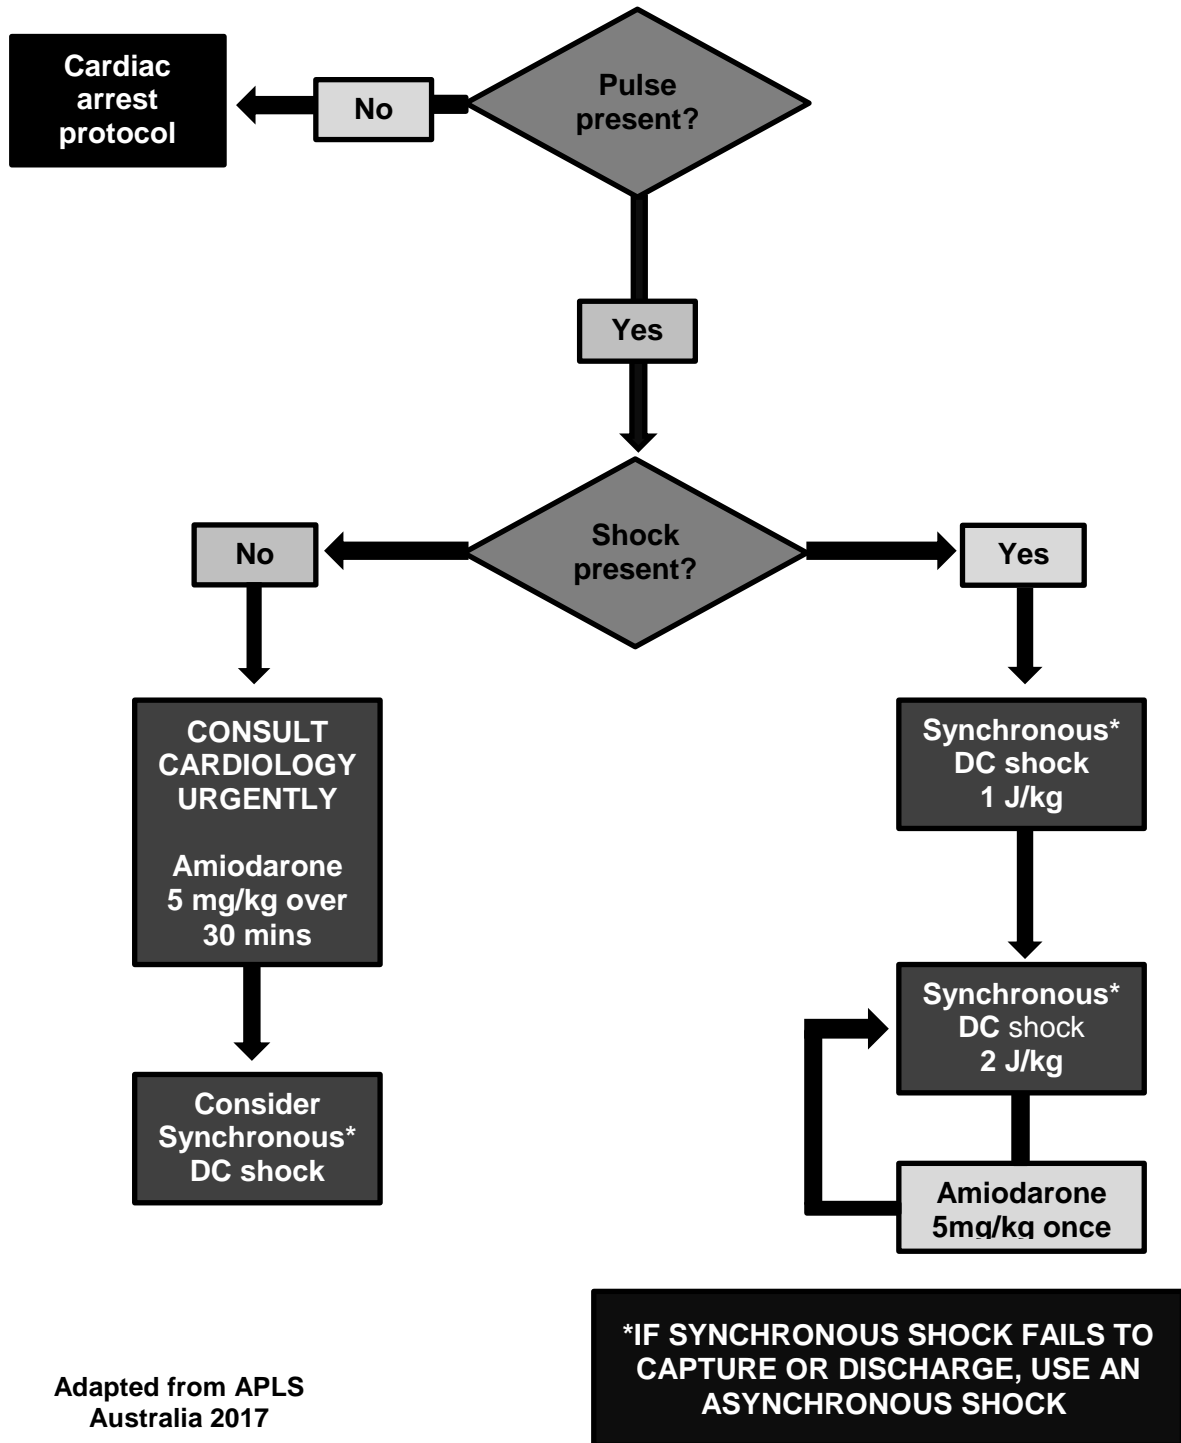 Cardiac
arrest
protocol
No
Pulse
present?
Yes
No
Shock
present?
Yes
CONSULT
CARDIOLOGY
URGENTLY
Amiodarone
5 mg/kg over
30 mins
Synchronous*
DC shock
1 J/kg
Synchronous*
DC shock
2 J/kg
Consider
Synchronous*
DC shock
Amiodarone
5mg/kg once
*IF SYNCHRONOUS SHOCK FAILS TO
CAPTURE OR DISCHARGE, USE AN
ASYNCHRONOUS SHOCK
Adapted from APLS
Australia 2017